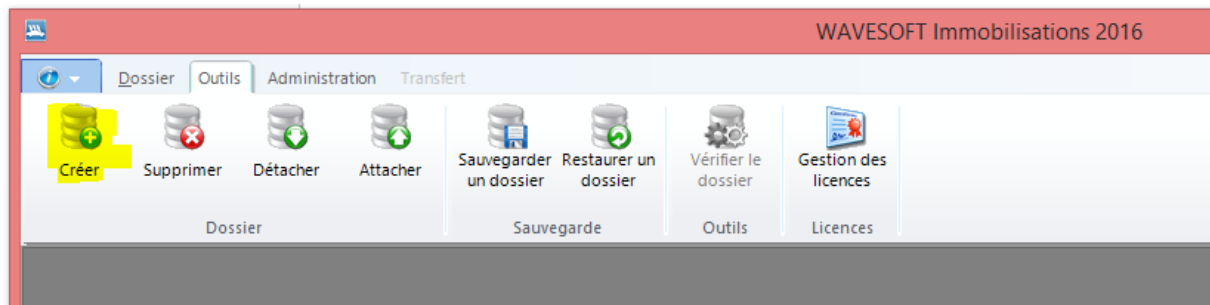 WAVESOFT Immobilisations 2016
Dossier Outils Administration Transfert
Créer Supprimer Détacher Attacher
Sauvegarder un dossier
Restaurer un dossier
Vérifier le dossier
Gestion des licences
Dossier Sauvegarde Outils Licences